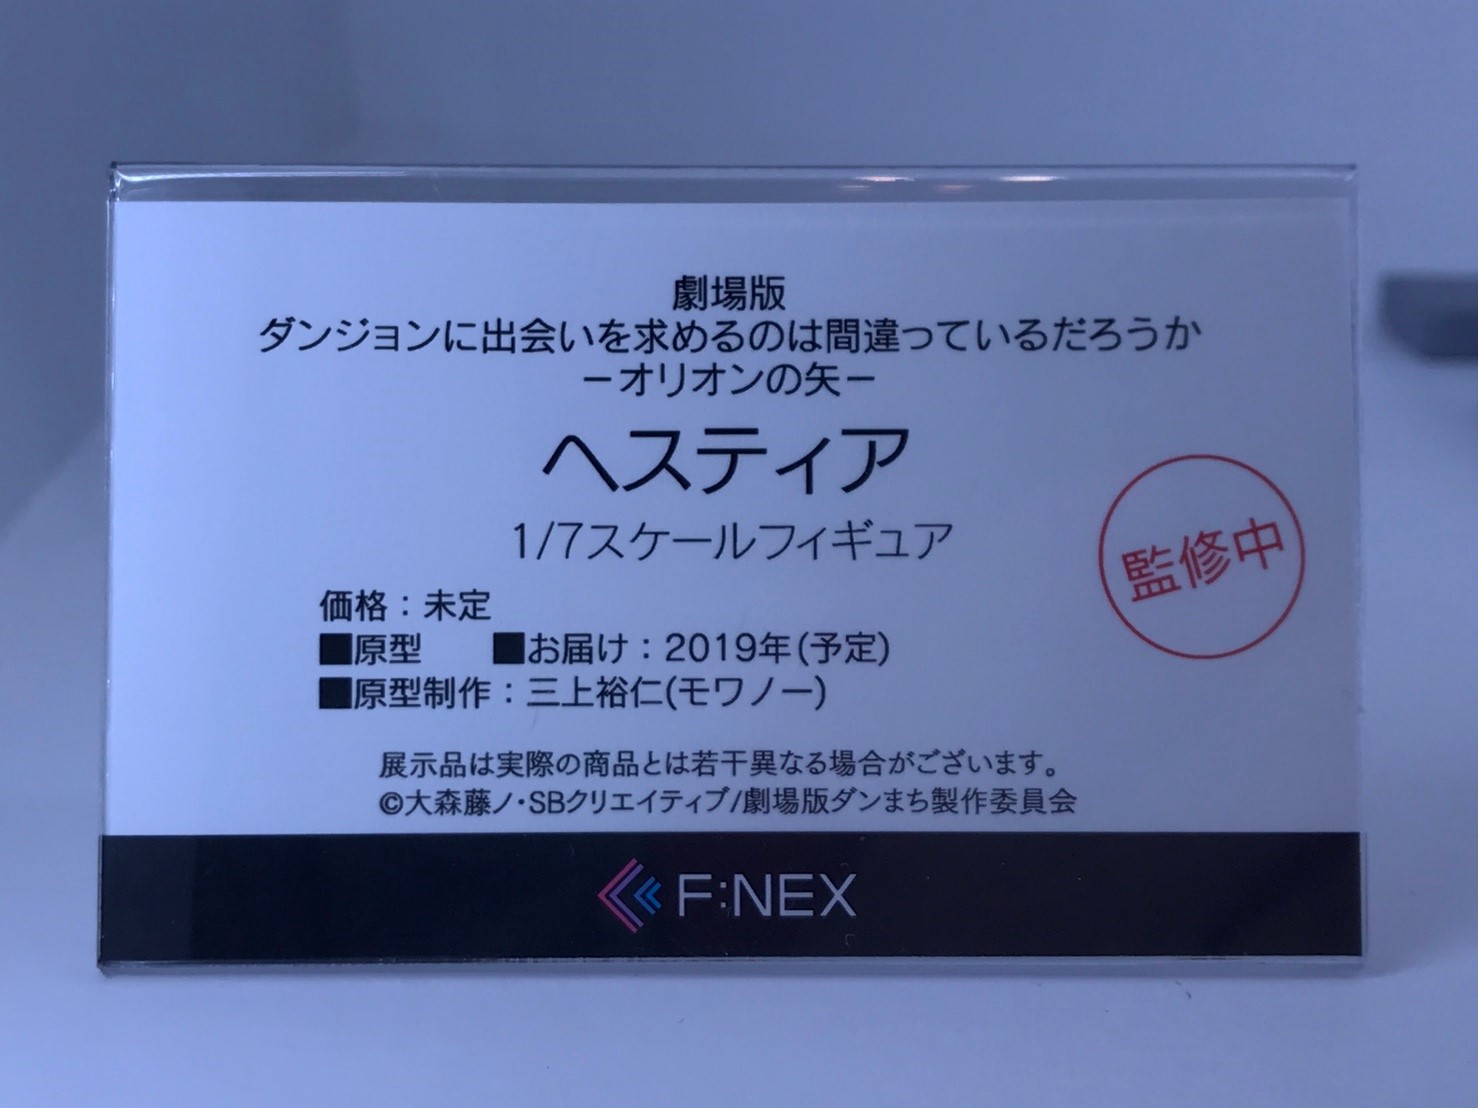 劇場版
ダンジョンに出会いを求めるのは間違っているだろうか
－オリオンの矢－
ヘスティア
1/7スケールフィギュア
監修中
価格：未定
■原型　　■お届け：2019年(予定)
■原型制作：三上裕仁(モワノー)
展示品は実際の商品とは若干異なる場合がございます。
©大森藤ノ・SBクリエイティブ/劇場版ダンまち製作委員会
F:NEX